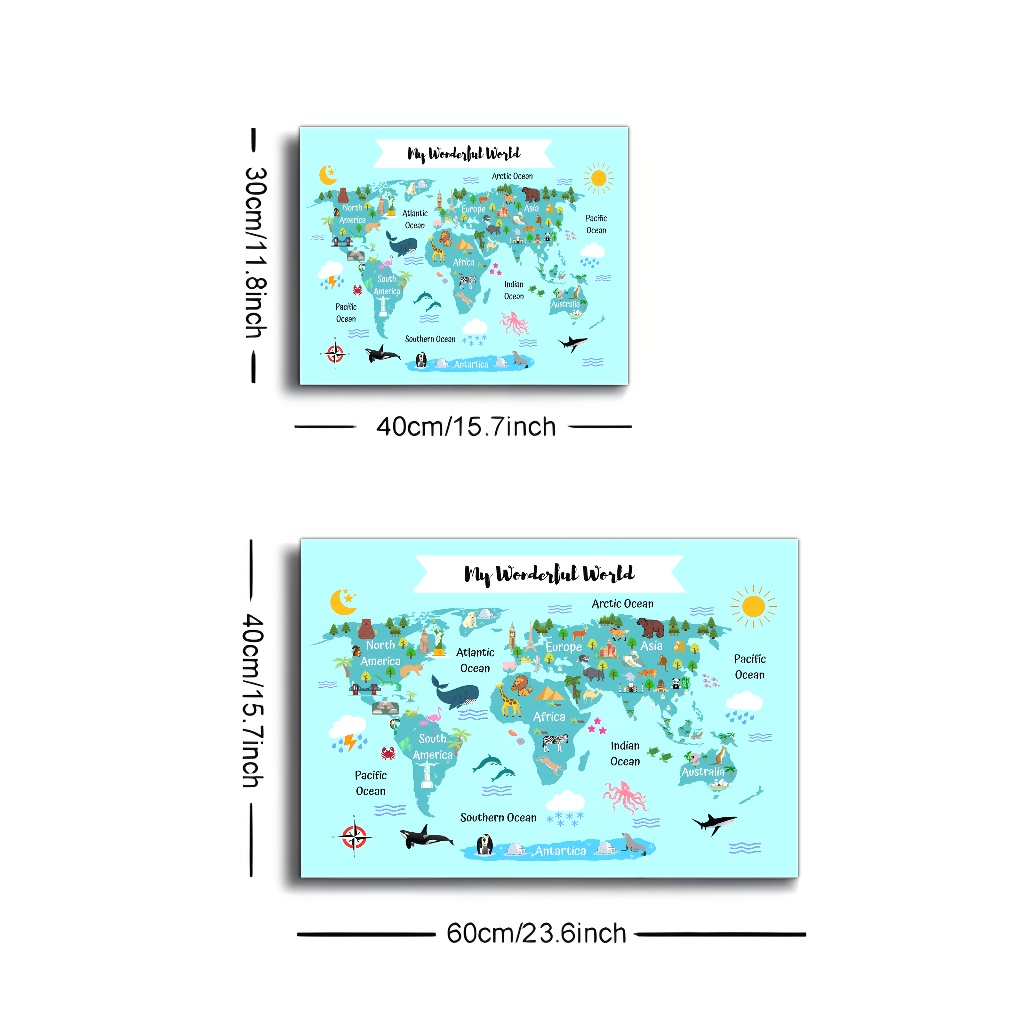 My Wonderful World
Arctic Ocean
North
America
Atlantic
Ocean
Europe
Asia
Pacific
Ocean
30cm/11.8inch
Africa
South
America
Indian
Ocean
Pacific
Ocean
Australia
Southern Ocean
Antartica
40cm/15.7inch
My Wonderful World
Arctic Ocean
North
America
Atlantic
Ocean
Europe
Asia
Pacific
Ocean
40cm/15.7inch
Africa
South
America
Indian
Ocean
Pacific
Ocean
Australia
Southern Ocean
Antartica
60cm/23.6inch